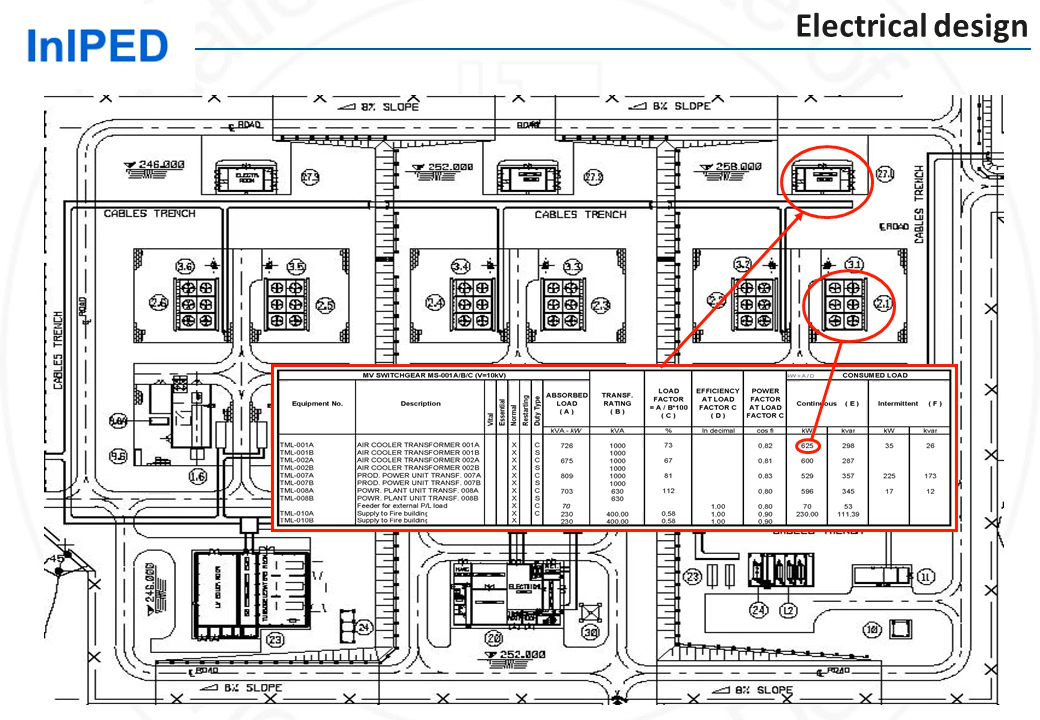 Electrical design
InIPED
8% SLOPE
8% SLOPE
ROAD
ROAD
246.000
252.000
258.000
ELECTR.
ROOM
27.3
27.2
27.1
CABLES TRENCH
CABLES TRENCH
CABLES TRENCH
ROAD
3.6
3.5
3.4
3.3
3.2
3.1
2.6
2.5
2.4
2.3
2.2
2.1
ROAD
CABLES TRENCH
MV SWITCHGEAR MS-001A/B/C (V=10kV)
kW = A / D
CONSUMED LOAD
Equipment No. Description Vital Essential Normal Restarting Duty Type ABSORBED LOAD ( A ) TRANSF. RATING ( B ) LOAD FACTOR = A / B*100 ( C ) EFFICIENCY AT LOAD FACTOR C ( D ) POWER FACTOR AT LOAD FACTOR C Continuous ( E ) Intermittent ( F )
kVA - kW kVA % In decimal cos fi kW kvar kW kvar
TML-001A AIR COOLER TRANSFORMER 001A X C 726 1000 73 0,82 625 298 35 26
TML-001B AIR COOLER TRANSFORMER 001B X S 1000
TML-002A AIR COOLER TRANSFORMER 002A X C 675 1000 67 0,81 600 287
TML-002B AIR COOLER TRANSFORMER 002B X S 1000
TML-007A PROD. POWER UNIT TRANSF. 007A X C 809 1000 81 0,83 529 357 225 173
TML-007B PROD. POWER UNIT TRANSF. 007B X S 1000
TML-008A POWR. PLANT UNIT TRANSF. 008A X C 703 630 112 0,80 596 345 17 12
TML-008B POWR. PLANT UNIT TRANSF. 008B X S 630
Feeder for external P/L load X C 70 1,00 0,80 70 53
TML-010A Supply to Fire building X C 230 400,00 0,58 1,00 0,90 230,00 111,39
TML-010B Supply to Fire building X 230 400,00 0,58 1,00 0,90
1.6
CABLES TRENCH
246.000
23
24
ELECTRICAL
20
30
252.000
23
24
L2
11
101
ROAD
ROAD
8% SLOPE
8% SLOPE